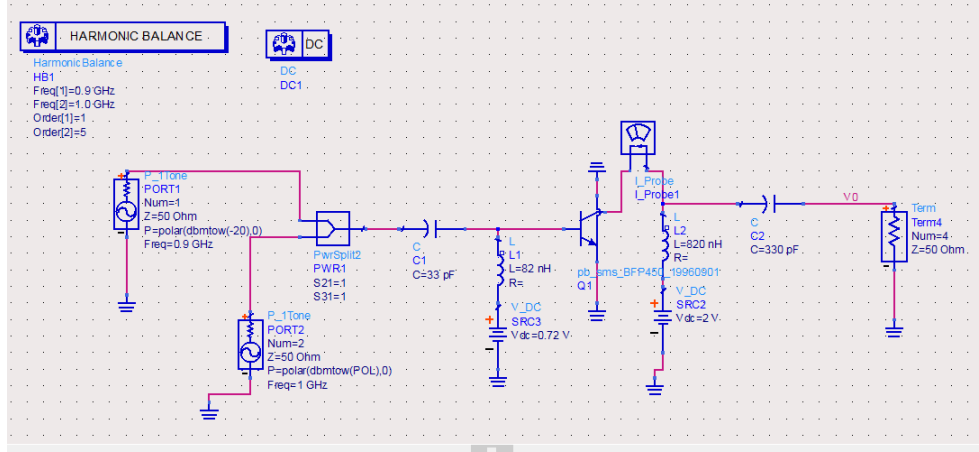 HARMONIC BALANCE
HarmonicBalance
HB1
Freq[1]=0.9 GHz
Freq[2]=1.0 GHz
Order[1]=1
Order[2]=5
DC
DC
DC1
P_1Tone
PORT1
Num=1
Z=50 Ohm
P=polar(dbmtow(-20),0)
Freq=0.9 GHz
P_1Tone
PORT2
Num=2
Z=50 Ohm
P=polar(dbmtow(POL),0)
Freq=1 GHz
PwrSplit2
PWR1
S21=1
S31=1
C
C1
C=33 pF
L
L1
L=82 nH
R=
V_DC
SRC3
Vdc=0.72 V
pb_sms_BFP450_19960901
Q1
I_Probe
I_Probe1
L
L2
L=820 nH
R=
V_DC
SRC2
Vdc=2 V
C
C2
C=330 pF
V0
Term
Term4
Num=4
Z=50 Ohm